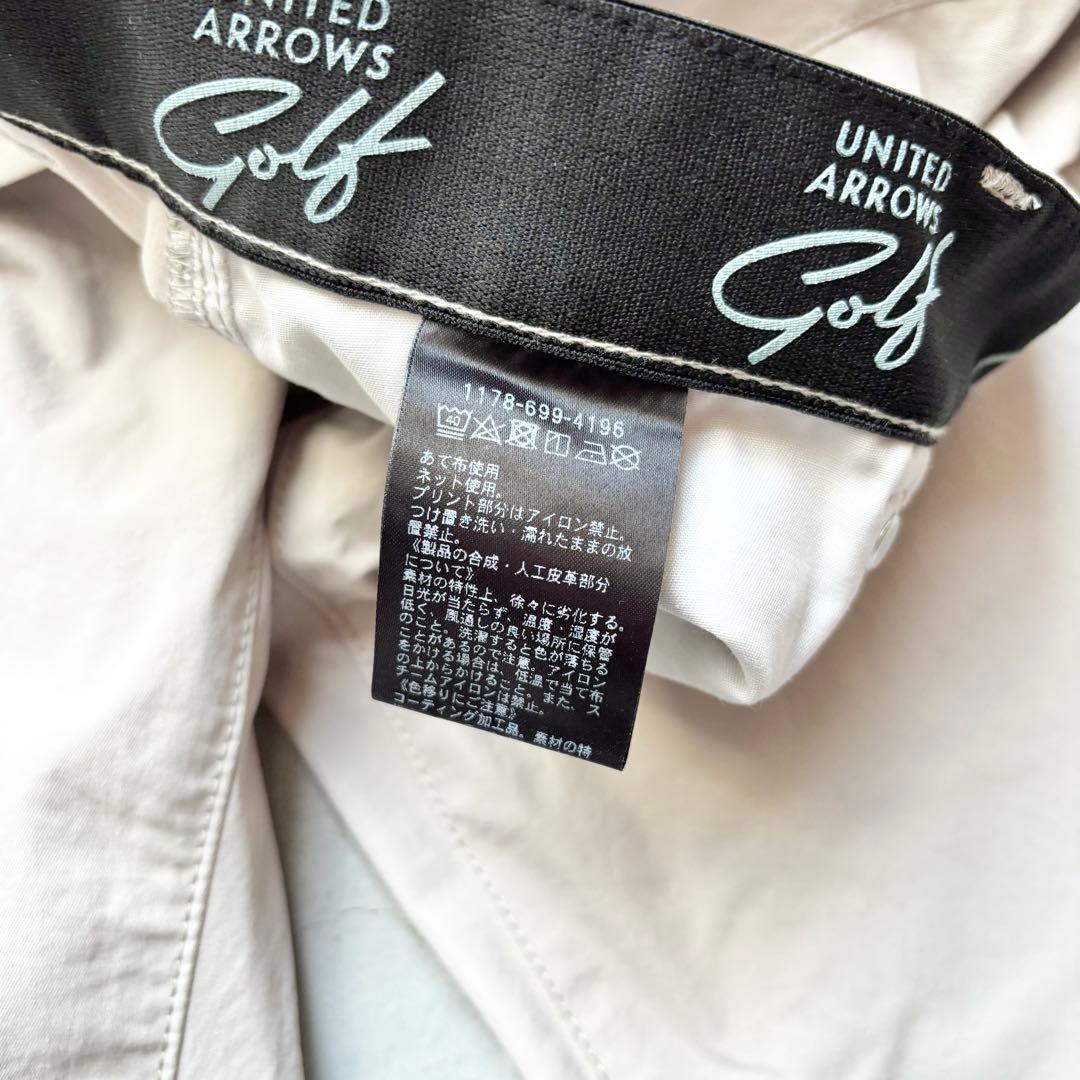 UNITED
ARROWS
Golf
UNITED
ARROWS
Golf
1178-699-4196
40
あて布使用
ネット使用。
プリント部分はアイロン禁止。
つけ置き洗い・濡れたままの放
置禁止。
《製品の合成・人工皮革部分
について》
素材の特性上、徐々に劣化する。
日光が当たらず、温度・湿度が
低く、風通しの良い場所に保管
のこと。洗濯すると色が落ちる
ことがあるので注意。アイロン
をかける場合は、低温で当て布
の上からかけること。また、ス
チームアイロンは禁止。
《色移りにご注意》
コーティング加工品。素材の特